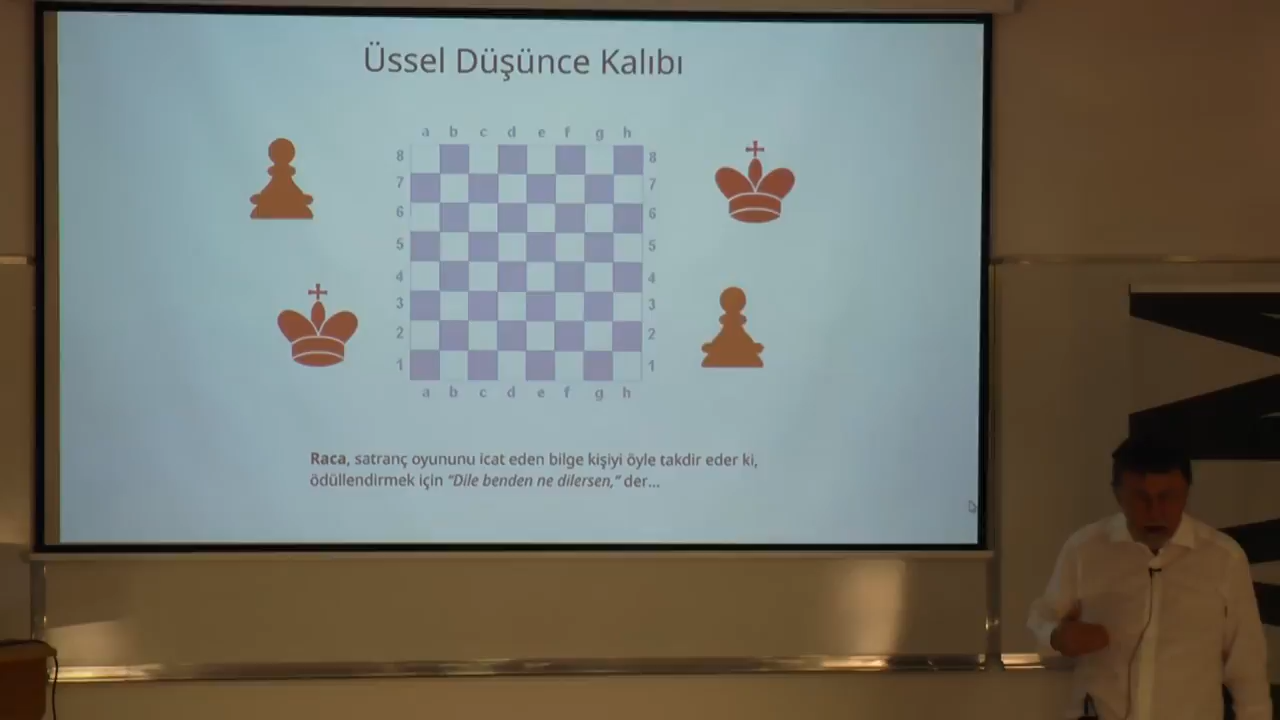 Üssel Düşünce Kalıbı
a b c d e f g h
8 8
7 7
6 6
5 5
4 4
3 3
2 2
1 1
a b c d e f g h
Raca, satranç oyununu icat eden bilge kişiyi öyle takdir eder ki,
ödüllendirmek için “Dile benden ne dilersen,” der...